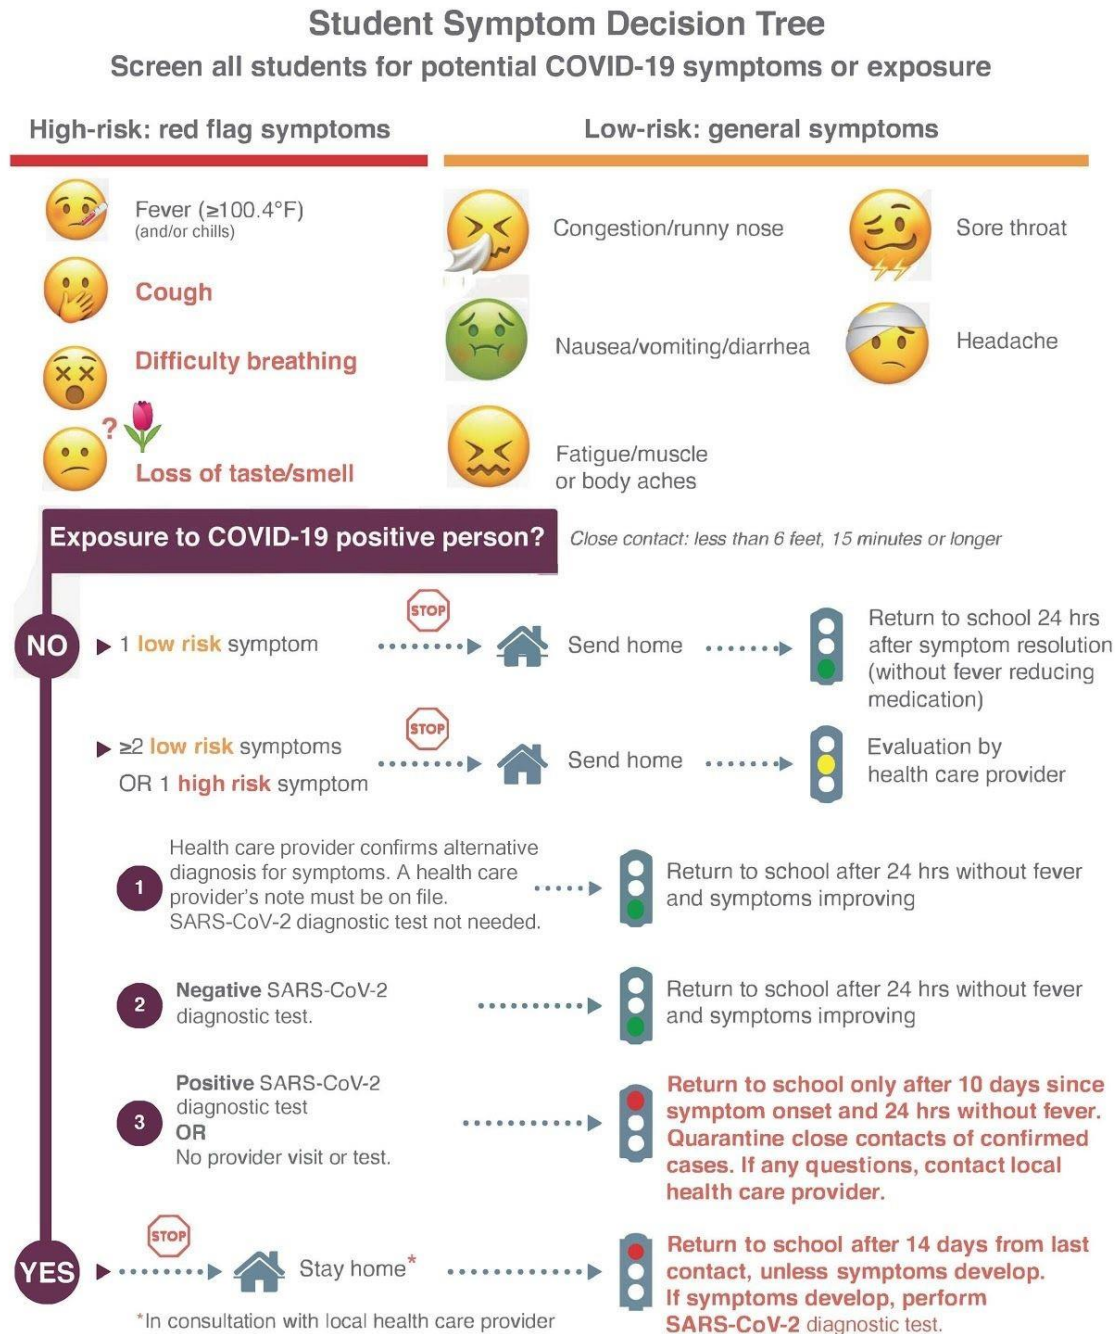 Student Symptom Decision Tree
Screen all students for potential COVID-19 symptoms or exposure
High-risk: red flag symptoms
Fever (≥100.4°F)
(and/or chills)
Cough
Difficulty breathing
?
Loss of taste/smell
Low-risk: general symptoms
Congestion/runny nose
Sore throat
Nausea/vomiting/diarrhea
Headache
Fatigue/muscle
or body aches
Exposure to COVID-19 positive person?
Close contact: less than 6 feet, 15 minutes or longer
NO
1 low risk symptom
STOP
Send home
Return to school 24 hrs
after symptom resolution
(without fever reducing
medication)
≥2 low risk symptoms
OR 1 high risk symptom
STOP
Send home
Evaluation by
health care provider
1
Health care provider confirms alternative
diagnosis for symptoms. A health care
provider's note must be on file.
SARS-CoV-2 diagnostic test not needed.
Return to school after 24 hrs without fever
and symptoms improving
2
Negative SARS-CoV-2
diagnostic test.
Return to school after 24 hrs without fever
and symptoms improving
3
Positive SARS-CoV-2
diagnostic test
OR
No provider visit or test.
Return to school only after 10 days since
symptom onset and 24 hrs without fever.
Quarantine close contacts of confirmed
cases. If any questions, contact local
health care provider.
YES
STOP
Stay home*
Return to school after 14 days from last
contact, unless symptoms develop.
If symptoms develop, perform
SARS-CoV-2 diagnostic test.
*In consultation with local health care provider